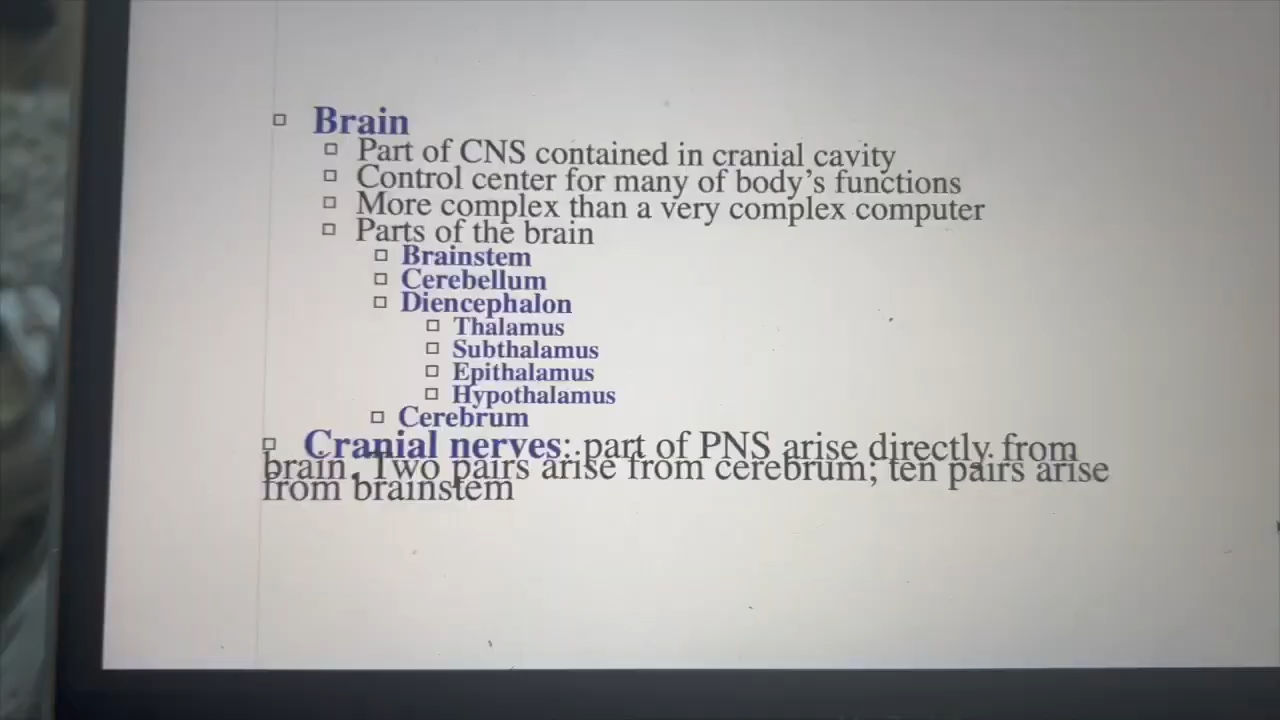 Brain
Part of CNS contained in cranial cavity
Control center for many of body's functions
More complex than a very complex computer
Parts of the brain
Brainstem
Cerebellum
Diencephalon
Thalamus
Subthalamus
Epithalamus
Hypothalamus
Cerebrum
Cranial nerves: part of PNS arise directly from
brain. Two pairs arise from cerebrum; ten pairs arise
from brainstem